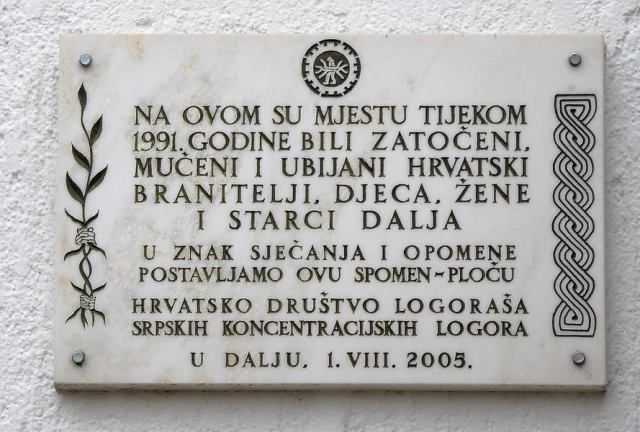 NA OVOM SU MJESTU TIJEKOM
1991. GODINE BILI ZATOČENI,
MUČENI I UBIJANI HRVATSKI
BRANITELJI, DJECA, ŽENE
I STARCI DALJA
U ZNAK SJEĆANJA I OPOMENE
POSTAVLJAMO OVU SPOMEN-PLOČU
HRVATSKO DRUŠTVO LOGORAŠA
SRPSKIH KONCENTRACIJSKIH LOGORA
U DALJU, 1. VIII. 2005.